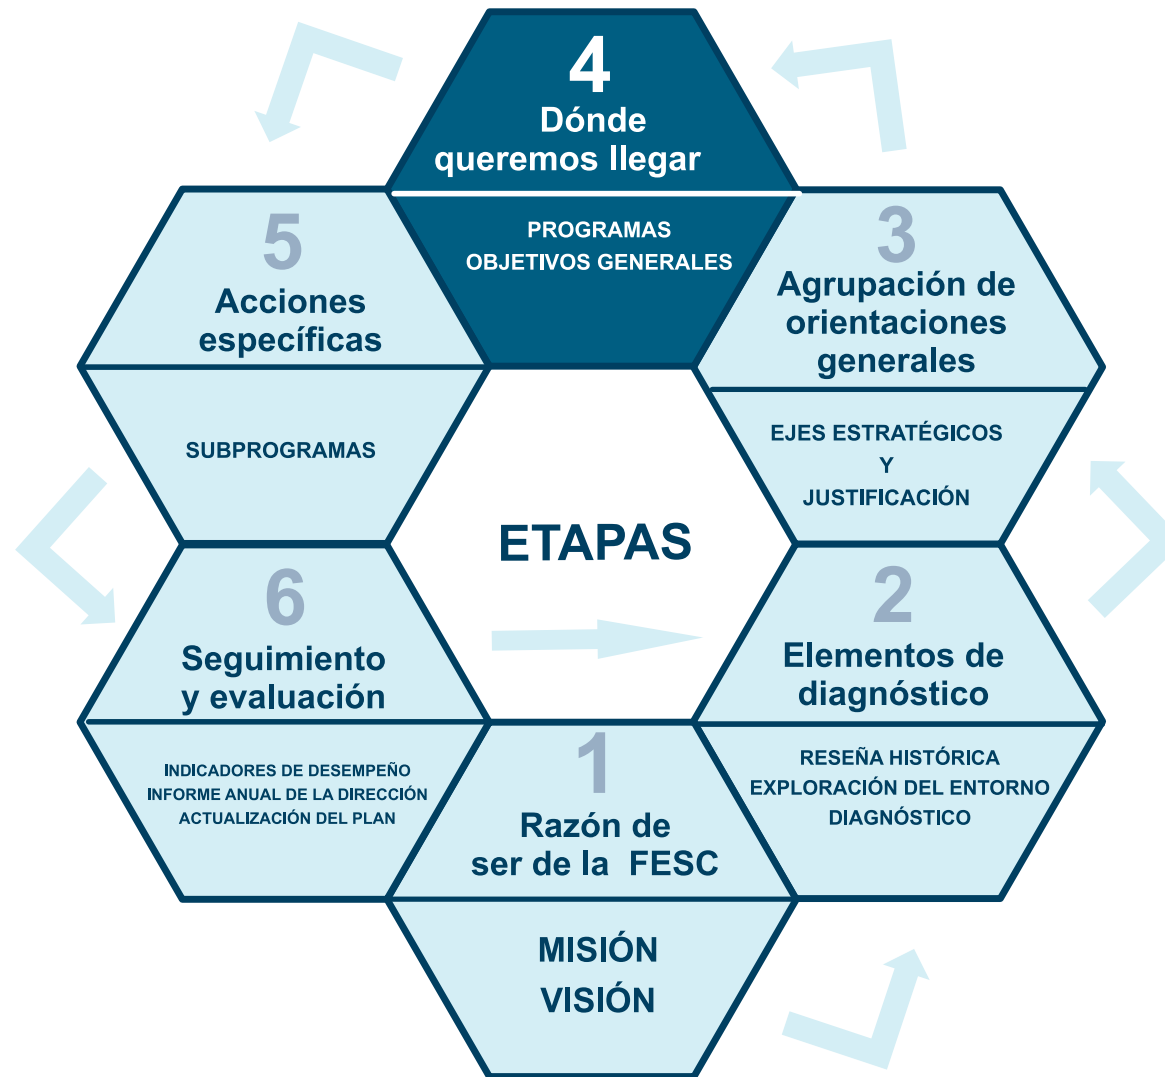 4
Dónde
queremos llegar
PROGRAMAS
OBJETIVOS GENERALES
5
Acciones
específicas
SUBPROGRAMAS
3
Agrupación de
orientaciones
generales
EJES ESTRATÉGICOS
Y
JUSTIFICACIÓN
ETAPAS
6
Seguimiento
y evaluación
INDICADORES DE DESEMPEÑO
INFORME ANUAL DE LA DIRECCIÓN
ACTUALIZACIÓN DEL PLAN
2
Elementos de
diagnóstico
RESEÑA HISTÓRICA
EXPLORACIÓN DEL ENTORNO
DIAGNÓSTICO
1
Razón de
ser de la FESC
MISIÓN
VISIÓN